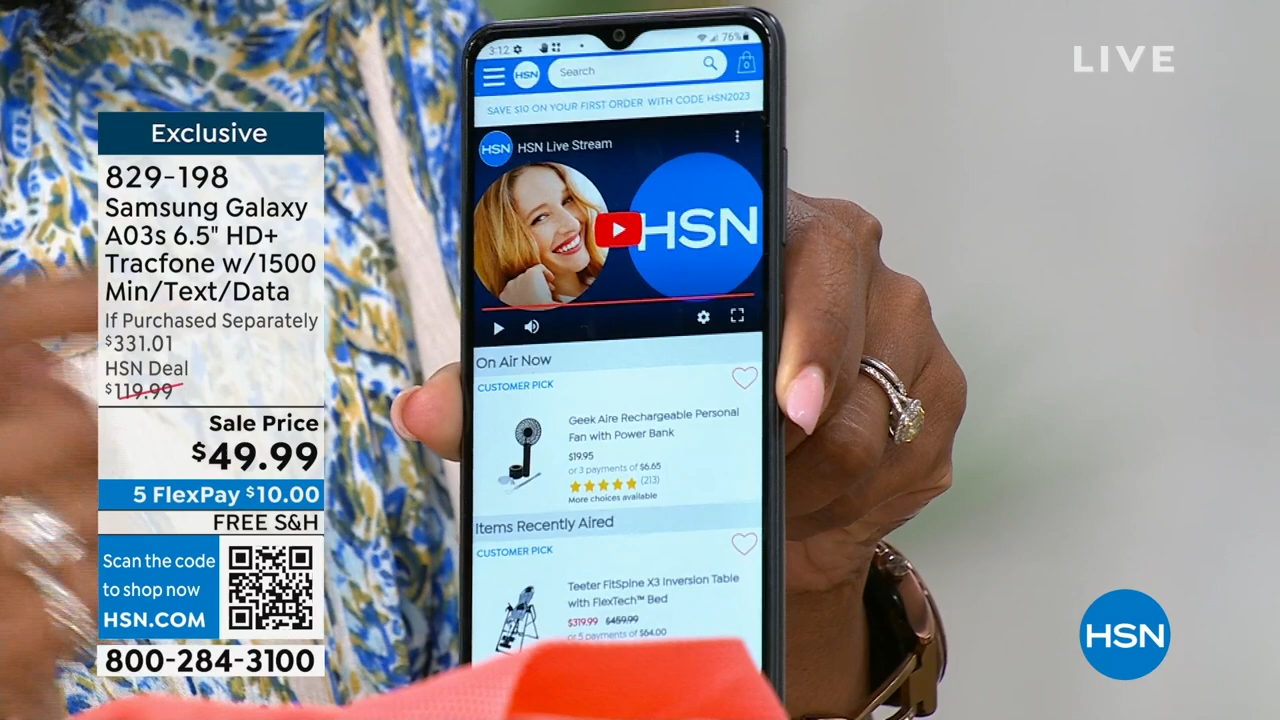 Exclusive
829-198
Samsung Galaxy
A03s 6.5" HD+
Tracfone w/1500
Min/Text/Data
If Purchased Separately
$331.01
HSN Deal
$119.99
Sale Price
$49.99
5 FlexPay $10.00
FREE S&H
Scan the code
to shop now
HSN.COM
800-284-3100
3:12
76%
HSN
Search
0
SAVE $10 ON YOUR FIRST ORDER WITH CODE HSN2023
HSN HSN Live Stream
HSN
On Air Now
CUSTOMER PICK
Geek Aire Rechargeable Personal
Fan with Power Bank
$19.95
or 3 payments of $6.65
(213)
More choices available
Items Recently Aired
CUSTOMER PICK
Teeter FitSpine X3 Inversion Table
with FlexTech™ Bed
$319.99 $459.99
or 5 payments of $64.00
LIVE
HSN